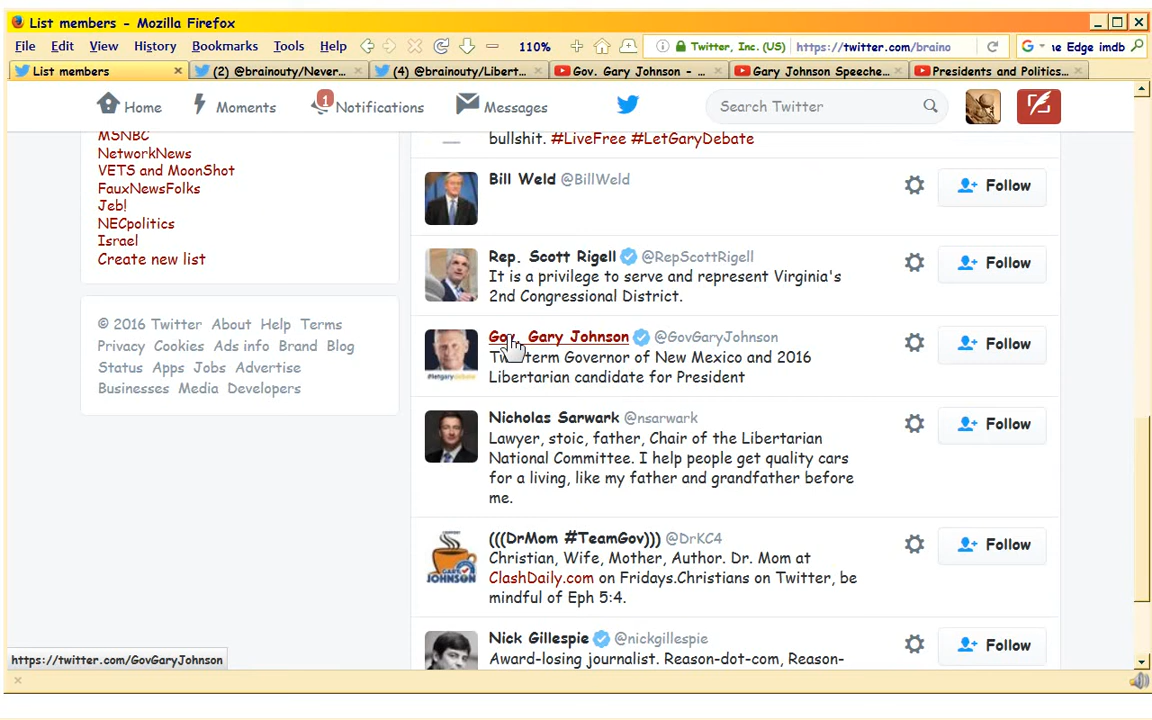 List members - Mozilla Firefox
File Edit View History Bookmarks Tools Help 110% Twitter, Inc. (US) https://twitter.com/braino Edge imdb
List members (2) @brainouty/Never... (4) @brainouty/Libert... Gov. Gary Johnson - ... Gary Johnson Speeche... Presidents and Politics...
Home Moments 1 Notifications Messages Search Twitter
MSNBC
NetworkNews
VETS and MoonShot
FauxNewsFolks
Jeb!
NECpolitics
Israel
Create new list
© 2016 Twitter About Help Terms
Privacy Cookies Ads info Brand Blog
Status Apps Jobs Advertise
Businesses Media Developers
bullshit. #LiveFree #LetGaryDebate
Bill Weld @BillWeld
Follow
Rep. Scott Rigell @RepScottRigell
It is a privilege to serve and represent Virginia's
2nd Congressional District.
Follow
Gov. Gary Johnson @GovGaryJohnson
Two-term Governor of New Mexico and 2016
Libertarian candidate for President
Follow
#letgarydebate
Nicholas Sarwark @nsarwark
Lawyer, stoic, father, Chair of the Libertarian
National Committee. I help people get quality cars
for a living, like my father and grandfather before
me.
Follow
(((DrMom #TeamGov))) @DrKC4
Christian, Wife, Mother, Author. Dr. Mom at
ClashDaily.com on Fridays.Christians on Twitter, be
mindful of Eph 5:4.
Follow
JOHNSON
Nick Gillespie @nickgillespie
Award-losing journalist. Reason-dot-com, Reason-
Follow
https://twitter.com/GovGaryJohnson